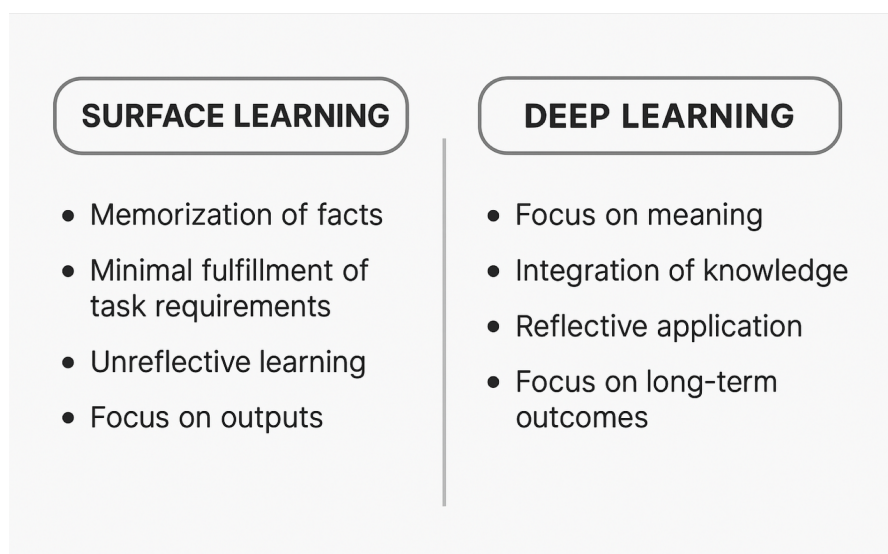 SURFACE LEARNING
• Memorization of facts
• Minimal fulfillment of
task requirements
• Unreflective learning
• Focus on outputs
DEEP LEARNING
• Focus on meaning
• Integration of knowledge
• Reflective application
• Focus on long-term
outcomes